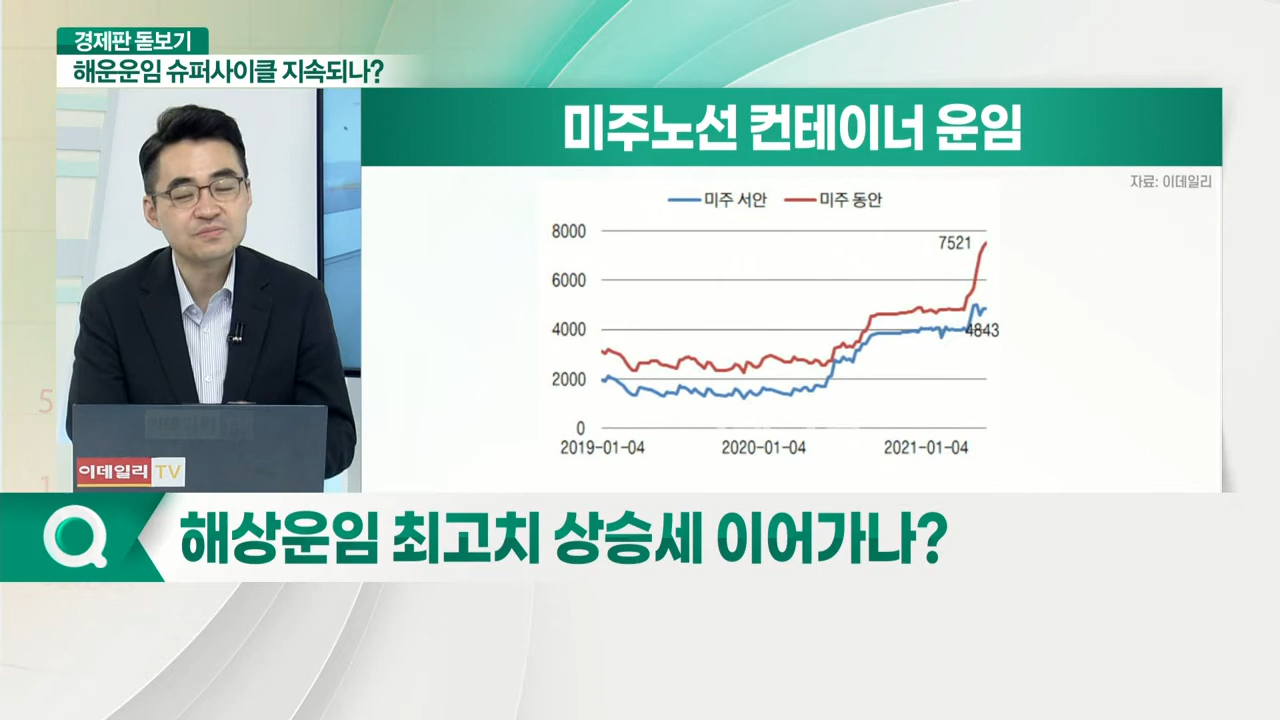 경제판 돋보기
해운운임 슈퍼사이클 지속되나?
미주노선 컨테이너 운임
자료: 이데일리
미주 서안 미주 동안
8000
7521
6000
4000
4843
2000
0
2019-01-04 2020-01-04 2021-01-04
5
1
이데일리 TV
해상운임 최고치 상승세 이어가나?